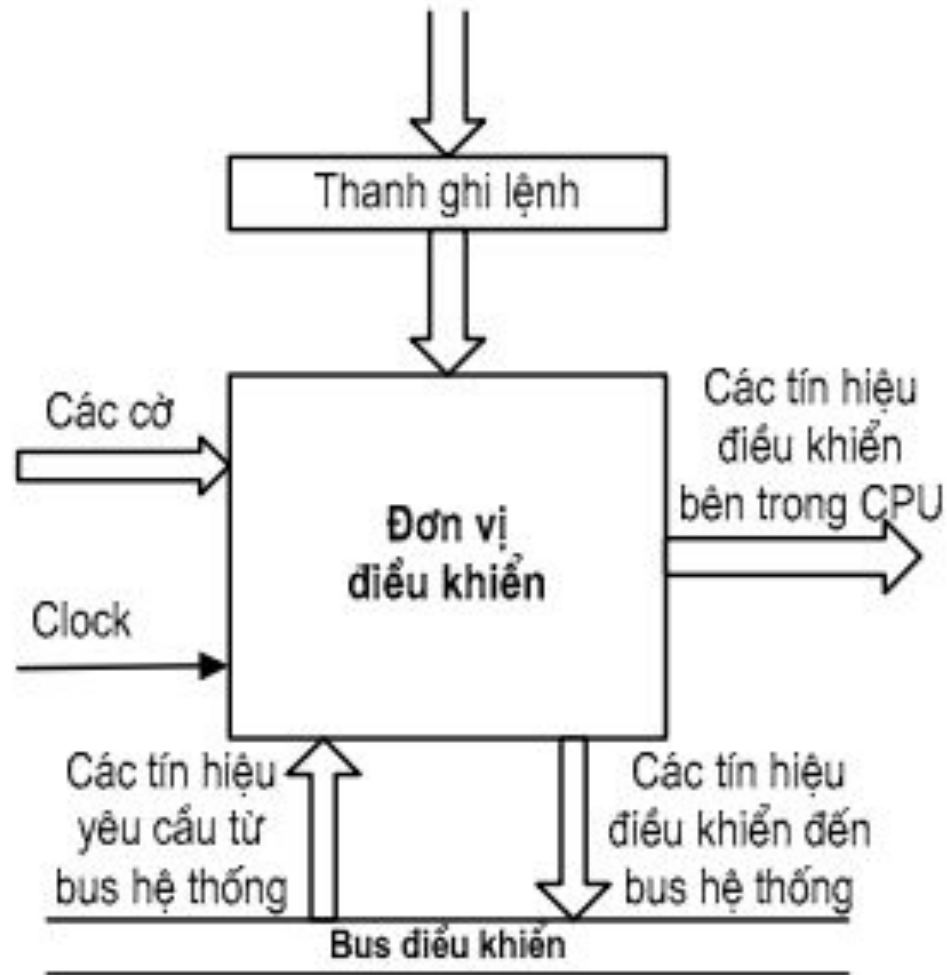 Thanh ghi lệnh
Các cờ
Clock
Đơn vị
điều khiển
Các tín hiệu
điều khiển
bên trong CPU
Các tín hiệu
yêu cầu từ
bus hệ thống
Các tín hiệu
điều khiển đến
bus hệ thống
Bus điều khiển